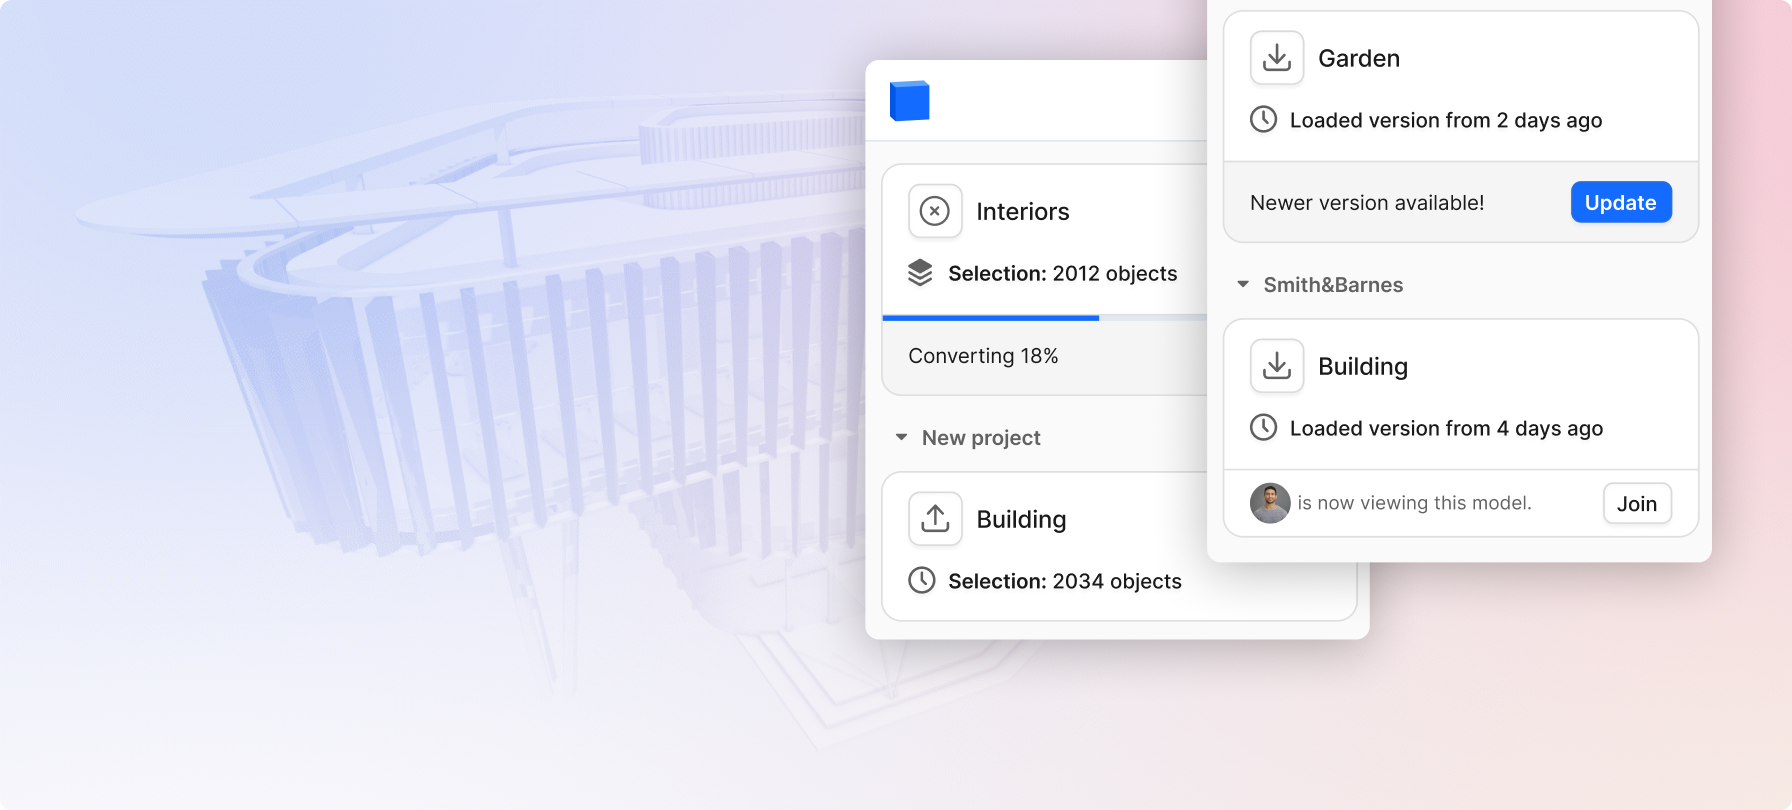 Interiors
Selection: 2012 objects
Converting 18%
New project
Building
Selection: 2034 objects
Garden
Loaded version from 2 days ago
Newer version available!
Update
Smith&Barnes
Building
Loaded version from 4 days ago
is now viewing this model.
Join